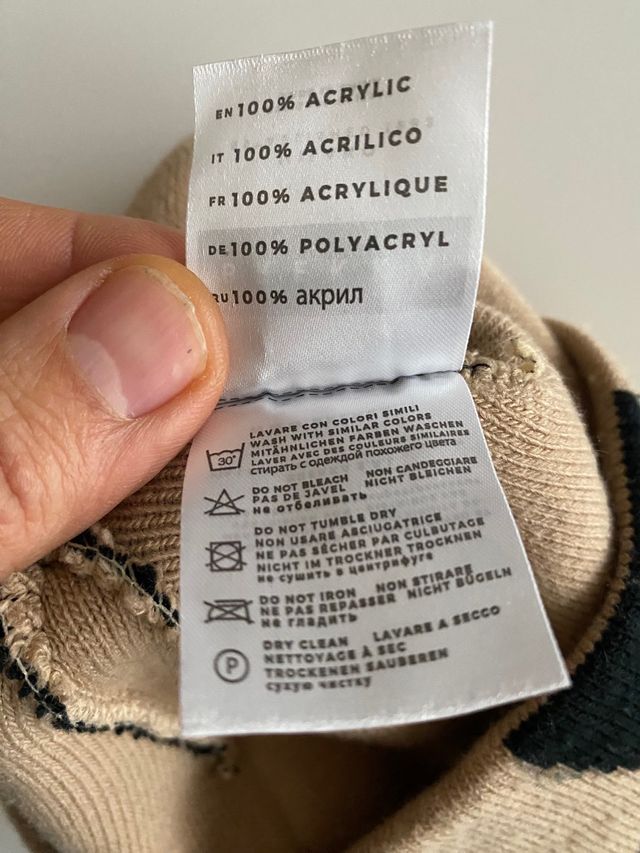 EN 100% ACRYLIC
IT 100% ACRILICO
FR 100% ACRYLIQUE
DE 100% POLYACRYL
RU 100% акрил
LAVARE CON COLORI SIMILI
WASH WITH SIMILAR COLORS
MITÄHNLICHEN FARBEN WASCHEN
LAVER AVEC DES COULEURS SIMILAIRES
30° стирать с одеждой похожего цвета
DO NOT BLEACH NON CANDEGGIARE
PAS DE JAVEL NICHT BLEICHEN
не отбеливать
DO NOT TUMBLE DRY
NON USARE ASCIUGATRICE
NE PAS SÉCHER PAR CULBUTAGE
NICHT IM TROCKNER TROCKNEN
не сушить в центрифуге
DO NOT IRON NON STIRARE
NE PAS REPASSER NICHT BÜGELN
не гладить
DRY CLEAN LAVARE A SECCO
P NETTOYAGE À SEC
TROCKENEN SAUBEREN
сухую чистку